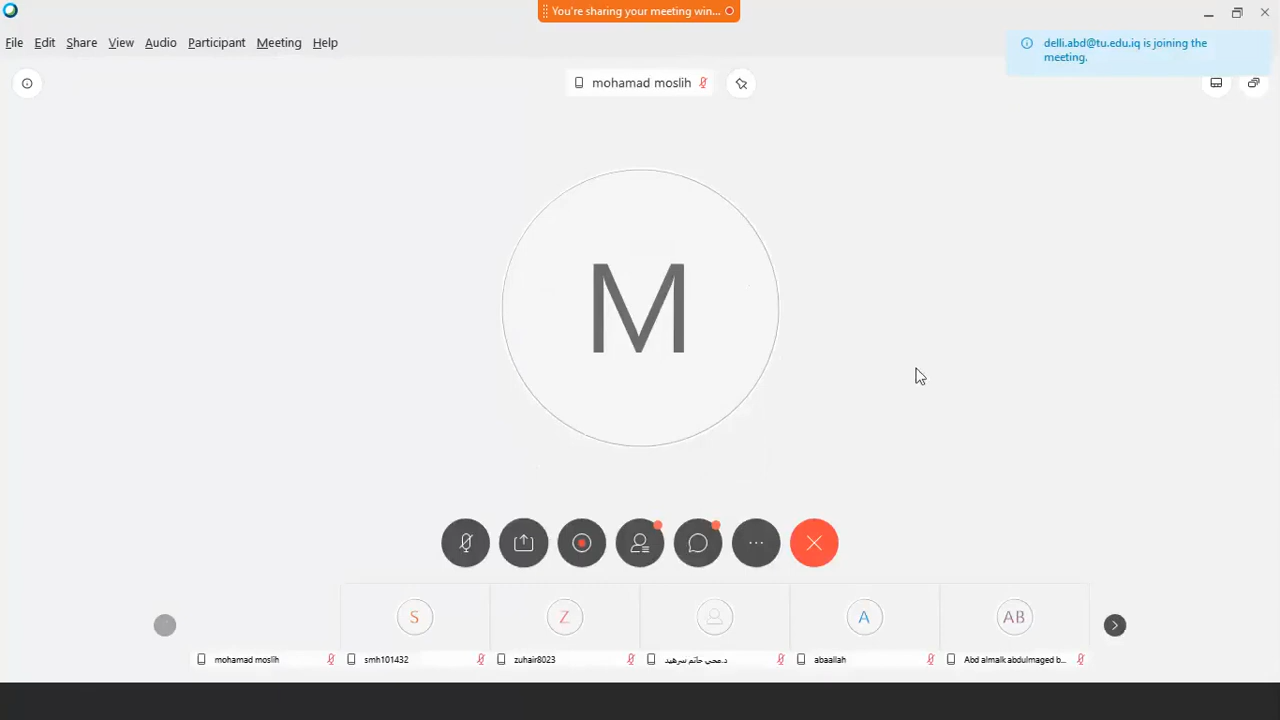 You're sharing your meeting win...
File Edit Share View Audio Participant Meeting Help
delli.abd@tu.edu.iq is joining the
meeting.
mohamad moslih
M
S Z A AB
mohamad moslih smh101432 zuhair8023 د.محي حاتم سرهيد abaallah Abd almalk abdulmaged b...